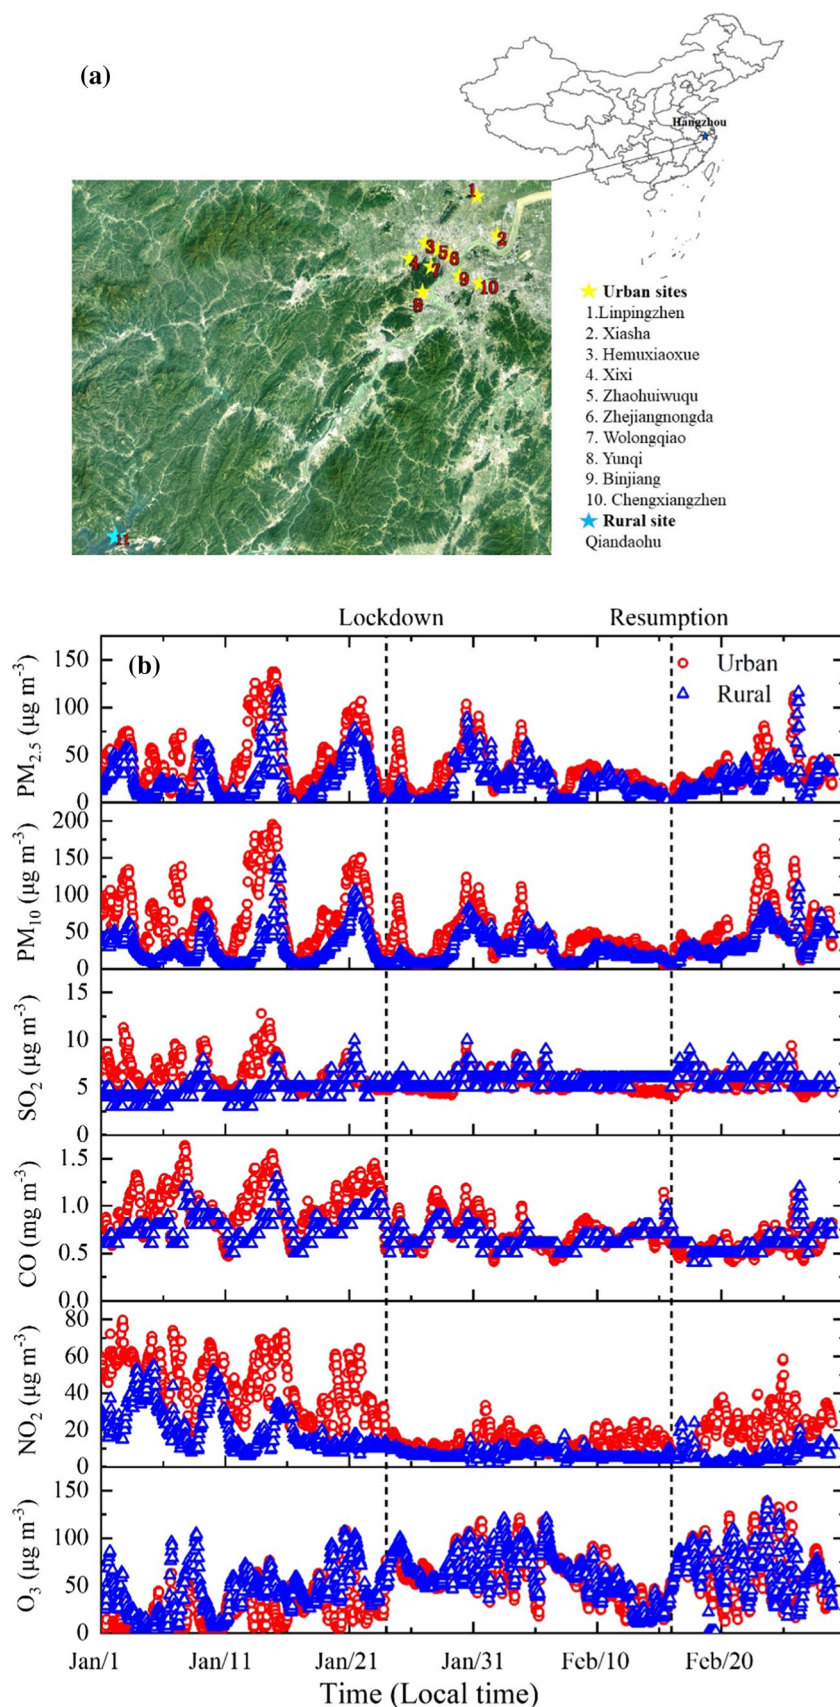 (a)
Hangzhou
1
2
3
5
6
4
7
9
10
8
11
Urban sites
1.Linpingzhen
2. Xiasha
3. Hemuxiaoxue
4. Xixi
5. Zhaohuiwuqu
6. Zhejiangnongda
7. Wolongqiao
8. Yunqi
9. Binjiang
10. Chengxiangzhen
Rural site
Qiandaohu
Lockdown Resumption
(b)
Urban
Rural
PM2.5 (μg m-3)
150
100
50
0
PM10 (μg m-3)
200
150
100
50
0
SO2 (μg m-3)
15
10
5
0
CO (mg m-3)
1.5
1.0
0.5
0.0
NO2 (μg m-3)
80
60
40
20
0
O3 (μg m-3)
150
100
50
0
Jan/1 Jan/11 Jan/21 Jan/31 Feb/10 Feb/20
Time (Local time)